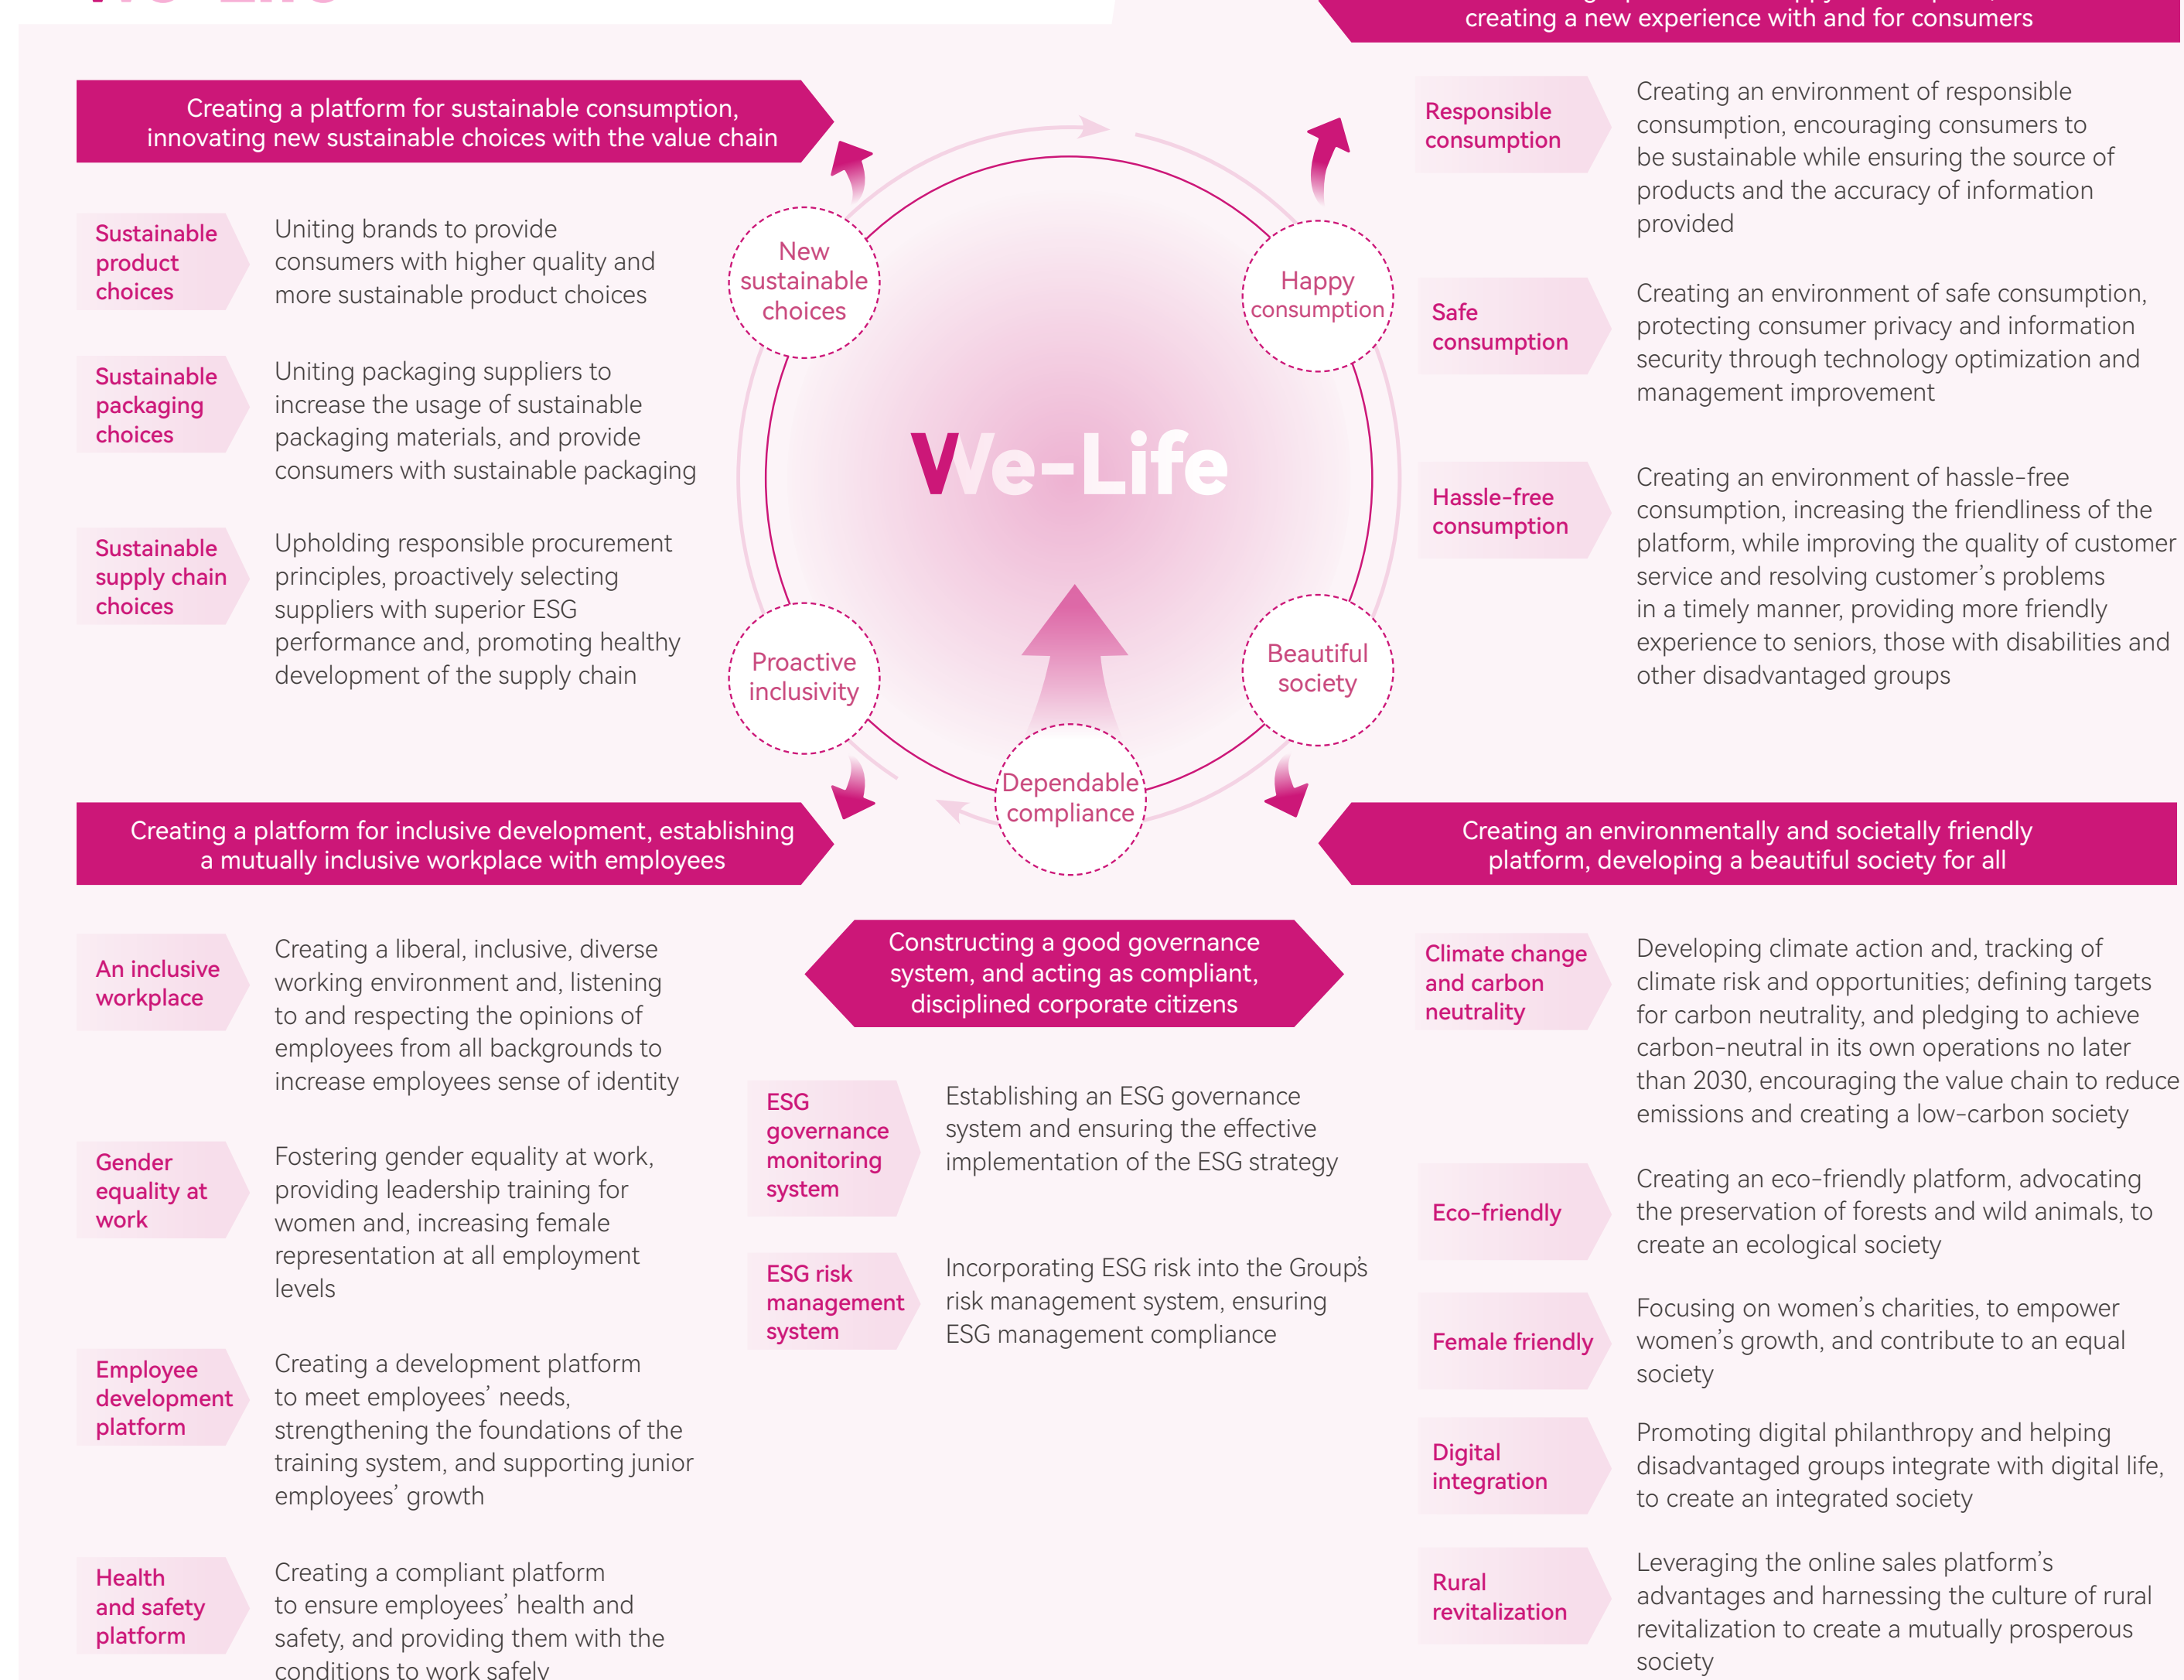 We-Life
creating a new experience with and for consumers
Creating a platform for sustainable consumption,
innovating new sustainable choices with the value chain
Sustainable
product
choices
Uniting brands to provide
consumers with higher quality and
more sustainable product choices
Sustainable
packaging
choices
Uniting packaging suppliers to
increase the usage of sustainable
packaging materials, and provide
consumers with sustainable packaging
Sustainable
supply chain
choices
Upholding responsible procurement
principles, proactively selecting
suppliers with superior ESG
performance and, promoting healthy
development of the supply chain
New
sustainable
choices
Happy
consumption
We-Life
Proactive
inclusivity
Beautiful
society
Dependable
compliance
Responsible
consumption
Creating an environment of responsible
consumption, encouraging consumers to
be sustainable while ensuring the source of
products and the accuracy of information
provided
Safe
consumption
Creating an environment of safe consumption,
protecting consumer privacy and information
security through technology optimization and
management improvement
Hassle-free
consumption
Creating an environment of hassle-free
consumption, increasing the friendliness of the
platform, while improving the quality of customer
service and resolving customer's problems
in a timely manner, providing more friendly
experience to seniors, those with disabilities and
other disadvantaged groups
Creating a platform for inclusive development, establishing
a mutually inclusive workplace with employees
An inclusive
workplace
Creating a liberal, inclusive, diverse
working environment and, listening
to and respecting the opinions of
employees from all backgrounds to
increase employees sense of identity
Gender
equality at
work
Fostering gender equality at work,
providing leadership training for
women and, increasing female
representation at all employment
levels
Employee
development
platform
Creating a development platform
to meet employees' needs,
strengthening the foundations of the
training system, and supporting junior
employees' growth
Health
and safety
platform
Creating a compliant platform
to ensure employees' health and
safety, and providing them with the
conditions to work safely
Constructing a good governance
system, and acting as compliant,
disciplined corporate citizens
ESG
governance
monitoring
system
Establishing an ESG governance
system and ensuring the effective
implementation of the ESG strategy
ESG risk
management
system
Incorporating ESG risk into the Group's
risk management system, ensuring
ESG management compliance
Creating an environmentally and societally friendly
platform, developing a beautiful society for all
Climate change
and carbon
neutrality
Developing climate action and, tracking of
climate risk and opportunities; defining targets
for carbon neutrality, and pledging to achieve
carbon-neutral in its own operations no later
than 2030, encouraging the value chain to reduce
emissions and creating a low-carbon society
Eco-friendly
Creating an eco-friendly platform, advocating
the preservation of forests and wild animals, to
create an ecological society
Female friendly
Focusing on women's charities, to empower
women's growth, and contribute to an equal
society
Digital
integration
Promoting digital philanthropy and helping
disadvantaged groups integrate with digital life,
to create an integrated society
Rural
revitalization
Leveraging the online sales platform's
advantages and harnessing the culture of rural
revitalization to create a mutually prosperous
society